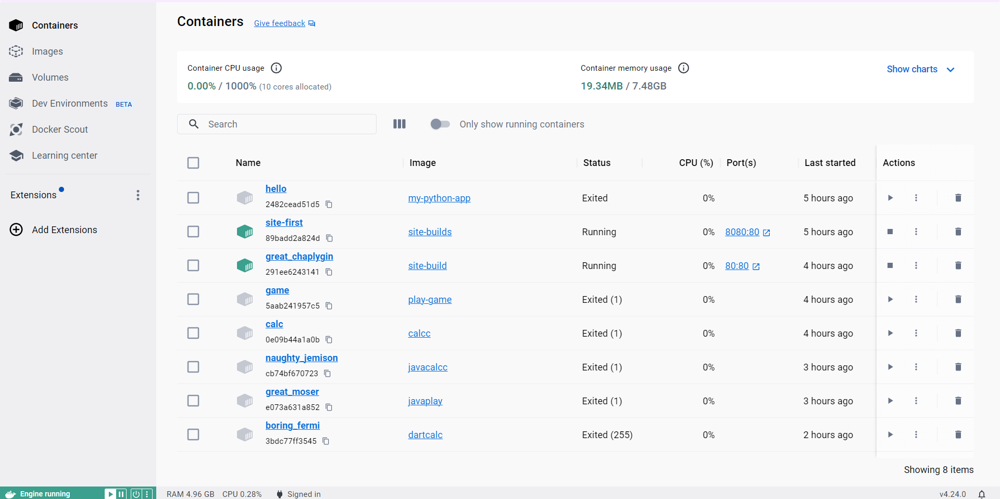 Containers
Images
Volumes
Dev Environments BETA
Docker Scout
Learning center
Extensions
Add Extensions
Containers Give feedback
Container CPU usage
0.00% / 1000% (10 cores allocated)
Container memory usage
19.34MB / 7.48GB
Show charts
Search
Only show running containers
Name Image Status CPU (%) Port(s) Last started Actions
hello
2482cead51d5
my-python-app Exited 0% 5 hours ago
site-first
89badd2a824d
site-builds Running 0% 8080:80 5 hours ago
great_chaplygin
291ee6243141
site-build Running 0% 80:80 4 hours ago
game
5aab241957c5
play-game Exited (1) 0% 4 hours ago
calc
0e09b44a1a0b
calcc Exited (1) 0% 4 hours ago
naughty_jemison
cb74bf670723
javacalcc Exited (1) 0% 3 hours ago
great_moser
e073a631a852
javaplay Exited (1) 0% 3 hours ago
boring_fermi
3bdc77ff3545
dartcalc Exited (255) 0% 2 hours ago
Showing 8 items
Engine running
RAM 4.96 GB CPU 0.28% Signed in
v4.24.0